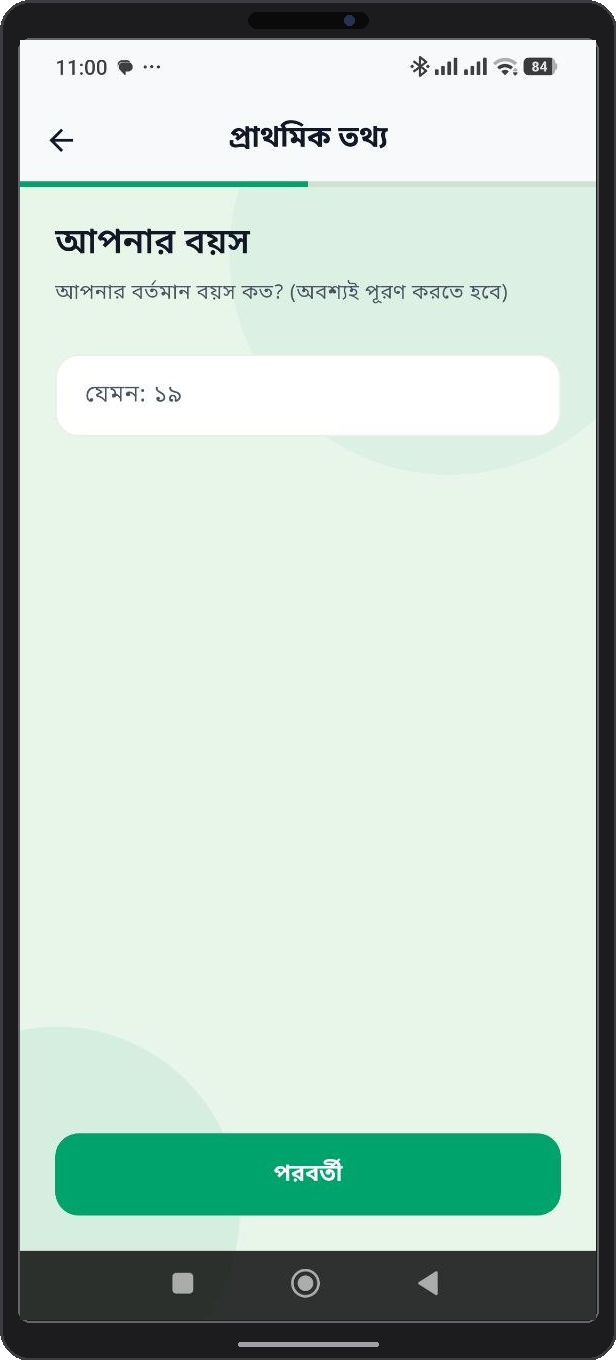 11:00
84
প্রাথমিক তথ্য
আপনার বয়স
আপনার বর্তমান বয়স কত? (অবশ্যই পূরণ করতে হবে)
যেমন: ১৯
পরবর্তী